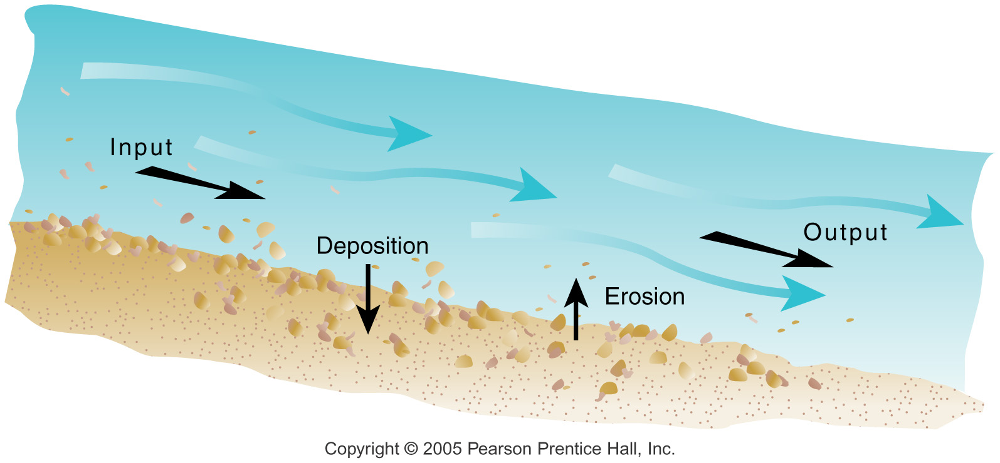 Input
Deposition
Output
Erosion
Copyright © 2005 Pearson Prentice Hall, Inc.